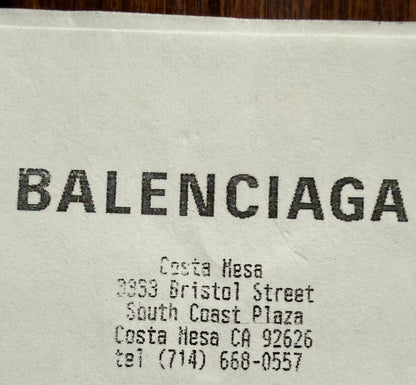 BALENCIAGA
Costa Mesa
3333 Bristol Street
South Coast Plaza
Costa Mesa CA 92626
tel (714) 668-0557